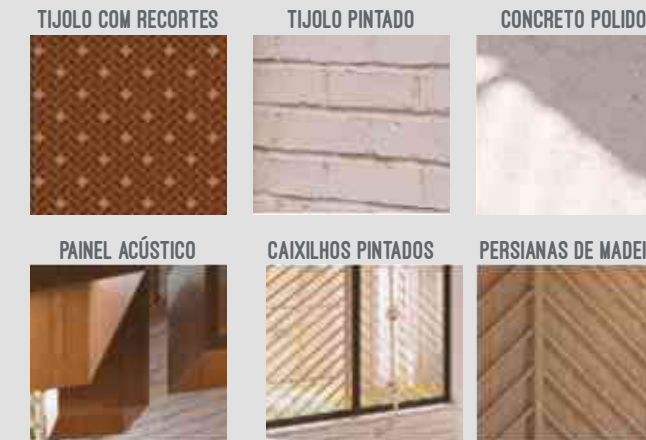 TIJOLO COM RECORTES
TIJOLO PINTADO
CONCRETO POLIDO
PAINEL ACÚSTICO
CAIXILHOS PINTADOS
PERSIANAS DE MADEI